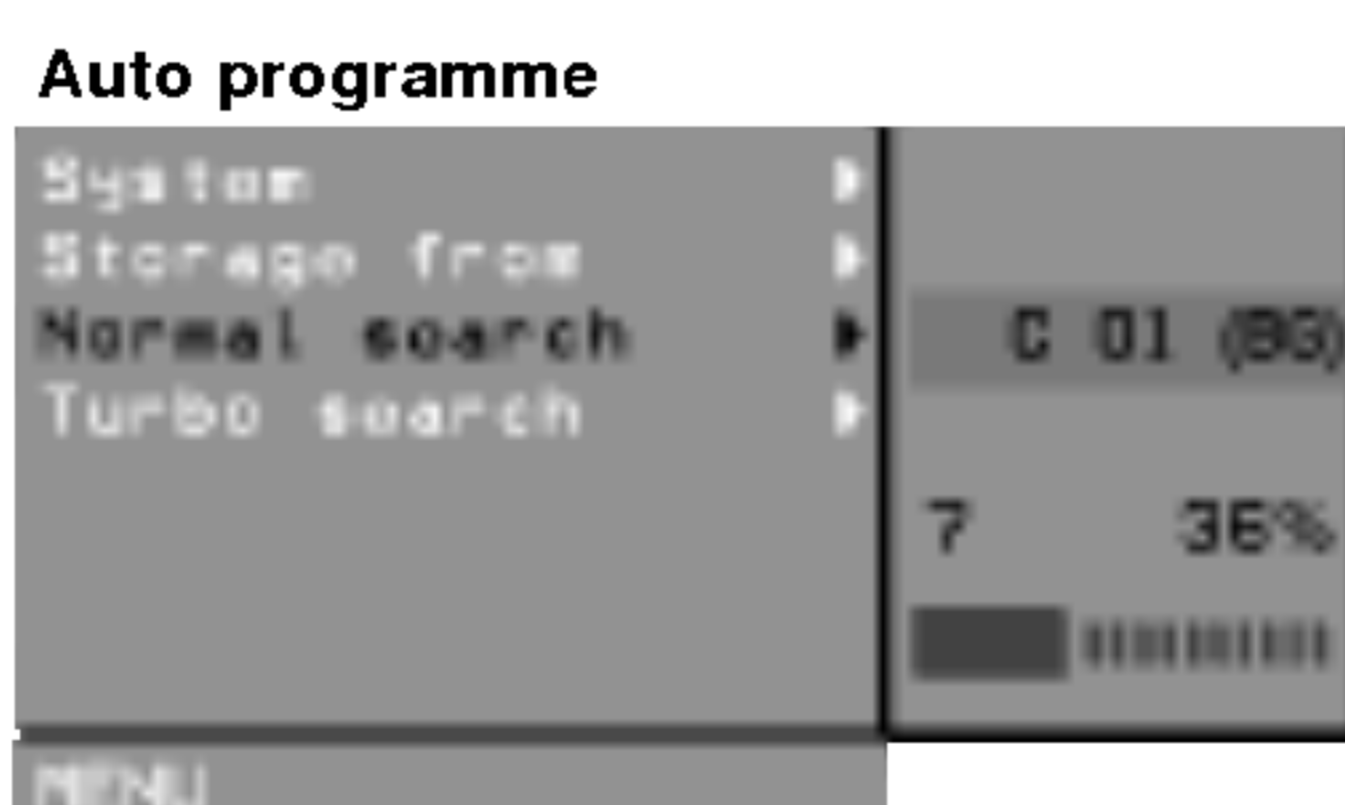 Auto programme
System
Storage from
Normal search C 01 (BG)
Turbo search
7 36%
MENU